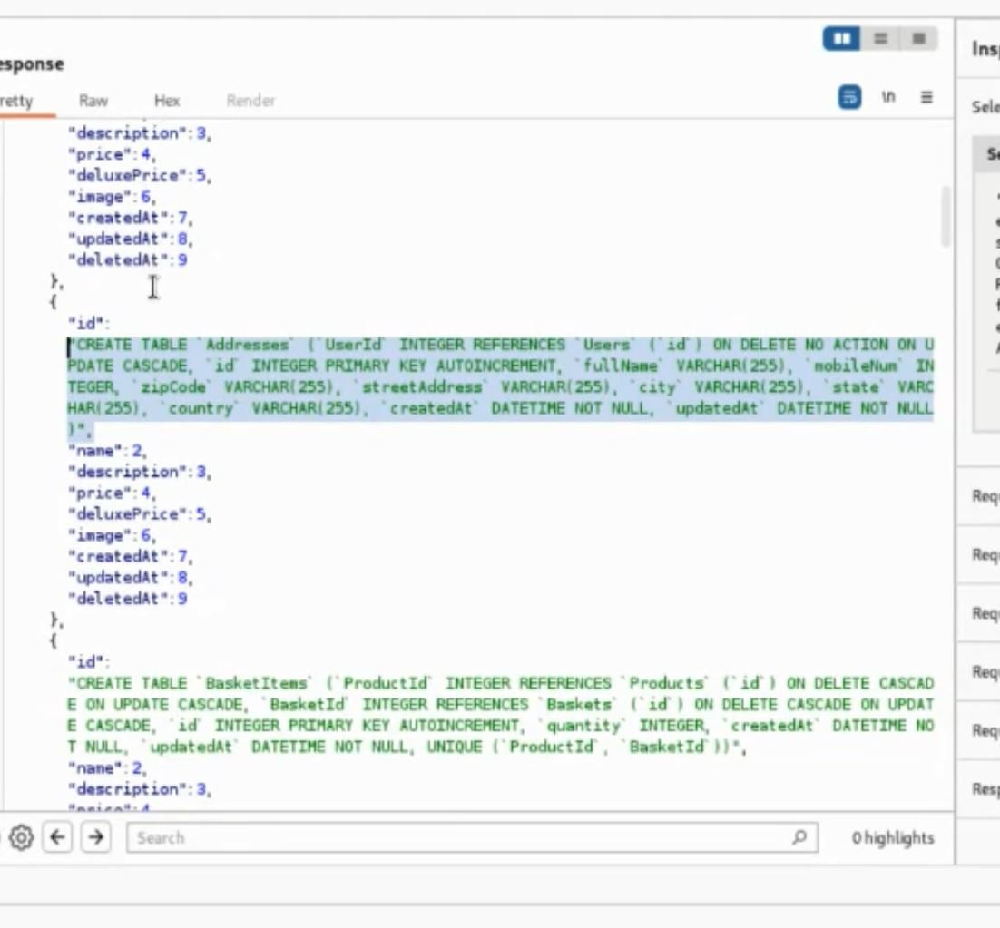 esponse
Ins
retty Raw Hex Render \n
Sele
"description":3,
"price":4,
"deluxePrice":5,
"image":6,
"createdAt":7,
"updatedAt":8,
"deletedAt":9
},
{
"id":
"CREATE TABLE `Addresses` (`UserId` INTEGER REFERENCES `Users` (`id`) ON DELETE NO ACTION ON U
PDATE CASCADE, `id` INTEGER PRIMARY KEY AUTOINCREMENT, `fullName` VARCHAR(255), `mobileNum` IN
TEGER, `zipCode` VARCHAR(255), `streetAddress` VARCHAR(255), `city` VARCHAR(255), `state` VARC
HAR(255), `country` VARCHAR(255), `createdAt` DATETIME NOT NULL, `updatedAt` DATETIME NOT NULL
)",
"name":2,
"description":3,
"price":4,
"deluxePrice":5,
"image":6,
"createdAt":7,
"updatedAt":8,
"deletedAt":9
},
{
"id":
"CREATE TABLE `BasketItems` (`ProductId` INTEGER REFERENCES `Products` (`id`) ON DELETE CASCAD
E ON UPDATE CASCADE, `BasketId` INTEGER REFERENCES `Baskets` (`id`) ON DELETE CASCADE ON UPDAT
E CASCADE, `id` INTEGER PRIMARY KEY AUTOINCREMENT, `quantity` INTEGER, `createdAt` DATETIME NO
T NULL, `updatedAt` DATETIME NOT NULL, UNIQUE (`ProductId`, `BasketId`))",
"name":2,
"description":3,
"price":4
Search
0 highlights
Requ
Requ
Requ
Requ
Requ
Resp